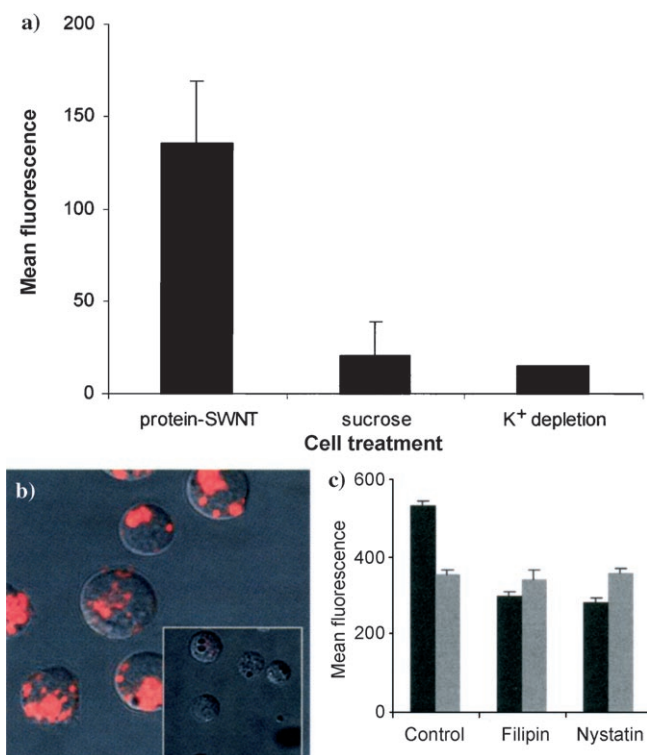 a)
200
150
100
50
0
Mean fluorescence
protein-SWNT sucrose K⁺ depletion
Cell treatment
b)
c)
600
400
200
0
Mean fluorescence
Control Filipin Nystatin